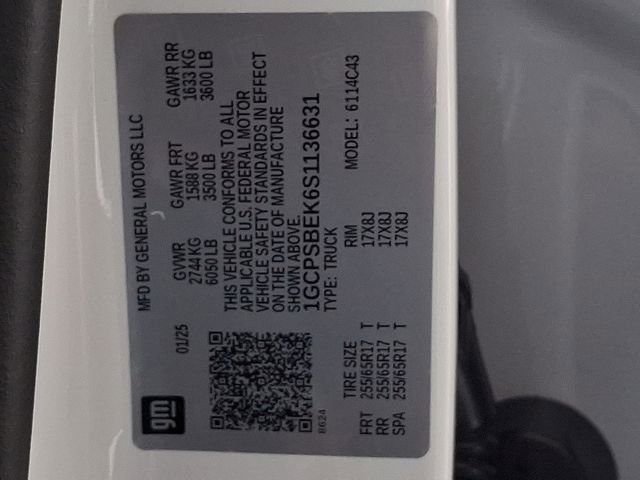 gm
01/25
MFD BY GENERAL MOTORS LLC
GVWR GAWR FRT GAWR RR
2744 KG 1588 KG 1633 KG
6050 LB 3500 LB 3600 LB
THIS VEHICLE CONFORMS TO ALL
APPLICABLE U.S. FEDERAL MOTOR
VEHICLE SAFETY STANDARDS IN EFFECT
ON THE DATE OF MANUFACTURE
SHOWN ABOVE.
1GCPSBEK6S1136631
TYPE: TRUCK MODEL: 6114C43
8624
TIRE SIZE RIM
FRT 255/65R17 T 17X8J
RR 255/65R17 T 17X8J
SPA 255/65R17 T 17X8J